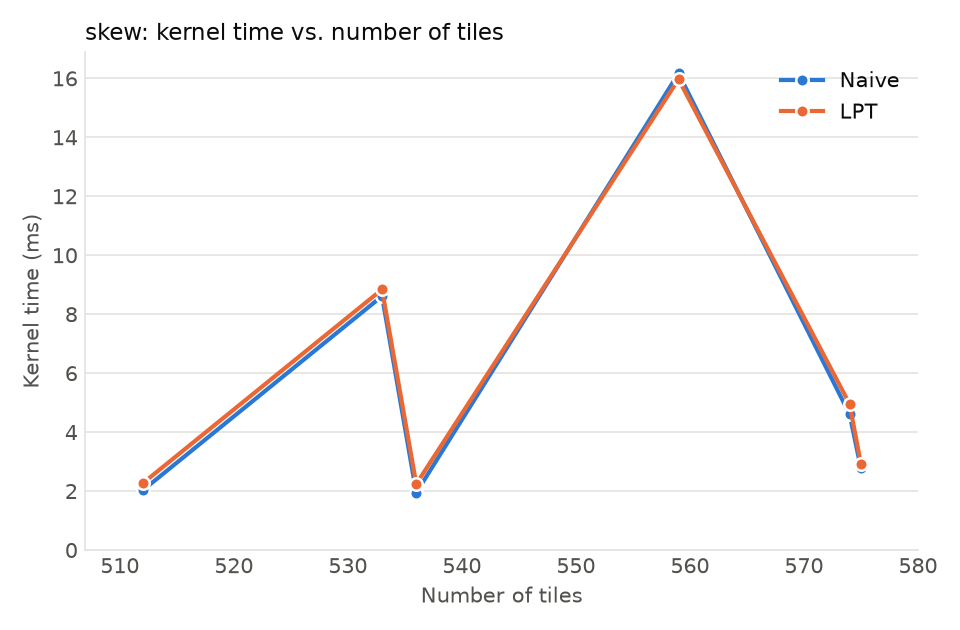 skew: kernel time vs. number of tiles
Naive
LPT
Kernel time (ms)
16
14
12
10
8
6
4
2
0
510 520 530 540 550 560 570 580
Number of tiles